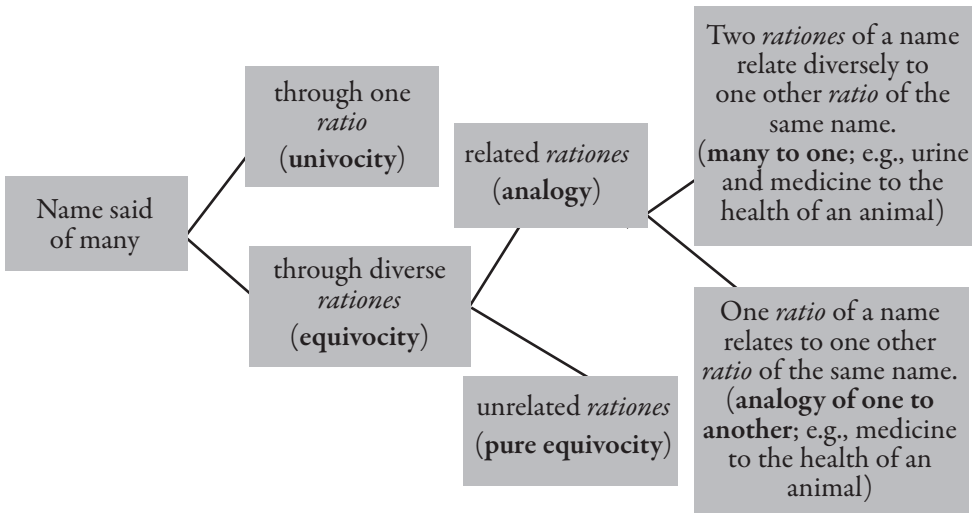 Name said
of many
through one
ratio
(univocity)
through diverse
rationes
(equivocity)
related rationes
(analogy)
unrelated rationes
(pure equivocity)
Two rationes of a name
relate diversely to
one other ratio of the
same name.
(many to one; e.g., urine
and medicine to the
health of an animal)
One ratio of a name
relates to one other
ratio of the same name.
(analogy of one to
another; e.g., medicine
to the health of an
animal)